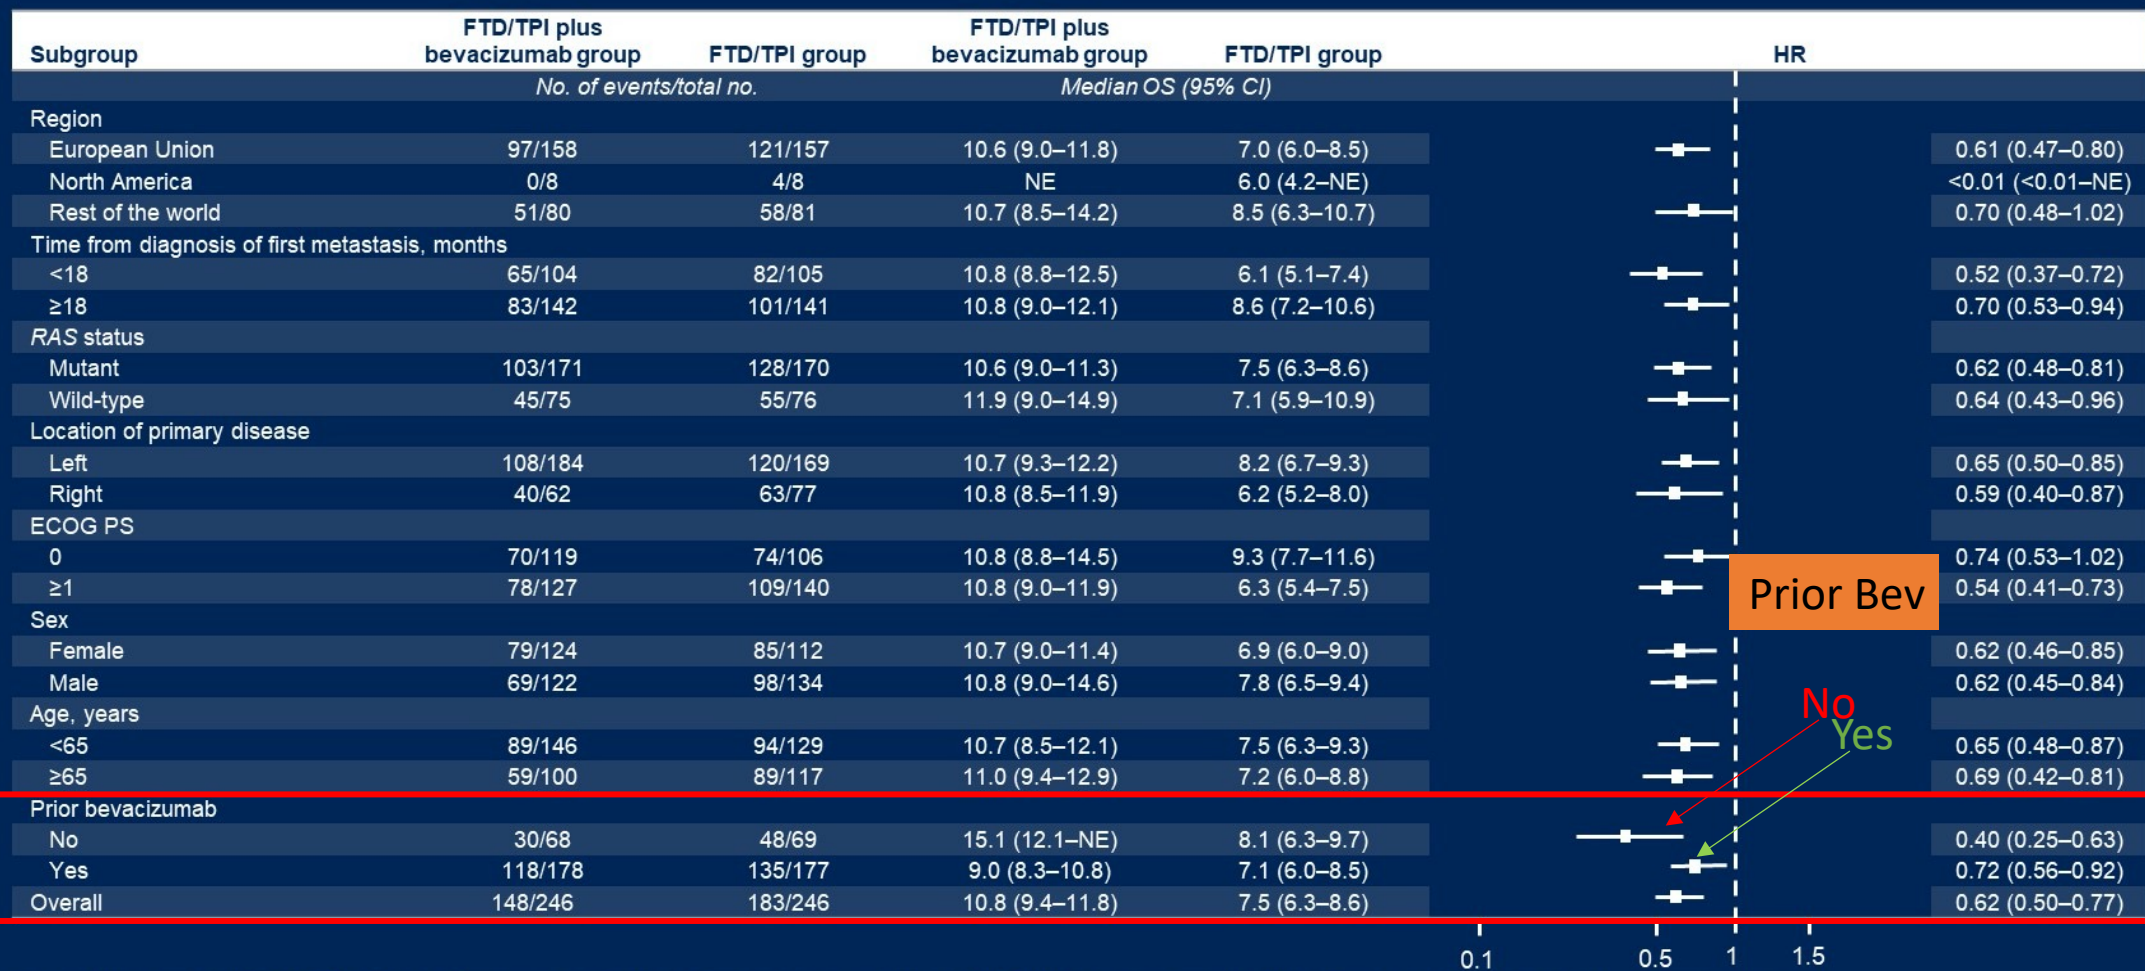 Subgroup FTD/TPI plus bevacizumab group FTD/TPI group FTD/TPI plus bevacizumab group FTD/TPI group HR
No. of events/total no. Median OS (95% CI)
Region
European Union 97/158 121/157 10.6 (9.0–11.8) 7.0 (6.0–8.5) 0.61 (0.47–0.80)
North America 0/8 4/8 NE 6.0 (4.2–NE) <0.01 (<0.01–NE)
Rest of the world 51/80 58/81 10.7 (8.5–14.2) 8.5 (6.3–10.7) 0.70 (0.48–1.02)
Time from diagnosis of first metastasis, months
<18 65/104 82/105 10.8 (8.8–12.5) 6.1 (5.1–7.4) 0.52 (0.37–0.72)
≥18 83/142 101/141 10.8 (9.0–12.1) 8.6 (7.2–10.6) 0.70 (0.53–0.94)
RAS status
Mutant 103/171 128/170 10.6 (9.0–11.3) 7.5 (6.3–8.6) 0.62 (0.48–0.81)
Wild-type 45/75 55/76 11.9 (9.0–14.9) 7.1 (5.9–10.9) 0.64 (0.43–0.96)
Location of primary disease
Left 108/184 120/169 10.7 (9.3–12.2) 8.2 (6.7–9.3) 0.65 (0.50–0.85)
Right 40/62 63/77 10.8 (8.5–11.9) 6.2 (5.2–8.0) 0.59 (0.40–0.87)
ECOG PS
0 70/119 74/106 10.8 (8.8–14.5) 9.3 (7.7–11.6) 0.74 (0.53–1.02)
≥1 78/127 109/140 10.8 (9.0–11.9) 6.3 (5.4–7.5) 0.54 (0.41–0.73)
Prior Bev
Sex
Female 79/124 85/112 10.7 (9.0–11.4) 6.9 (6.0–9.0) 0.62 (0.46–0.85)
Male 69/122 98/134 10.8 (9.0–14.6) 7.8 (6.5–9.4) 0.62 (0.45–0.84)
No
Age, years
Yes
<65 89/146 94/129 10.7 (8.5–12.1) 7.5 (6.3–9.3) 0.65 (0.48–0.87)
≥65 59/100 89/117 11.0 (9.4–12.9) 7.2 (6.0–8.8) 0.69 (0.42–0.81)
Prior bevacizumab
No 30/68 48/69 15.1 (12.1–NE) 8.1 (6.3–9.7) 0.40 (0.25–0.63)
Yes 118/178 135/177 9.0 (8.3–10.8) 7.1 (6.0–8.5) 0.72 (0.56–0.92)
Overall 148/246 183/246 10.8 (9.4–11.8) 7.5 (6.3–8.6) 0.62 (0.50–0.77)
0.1 0.5 1 1.5